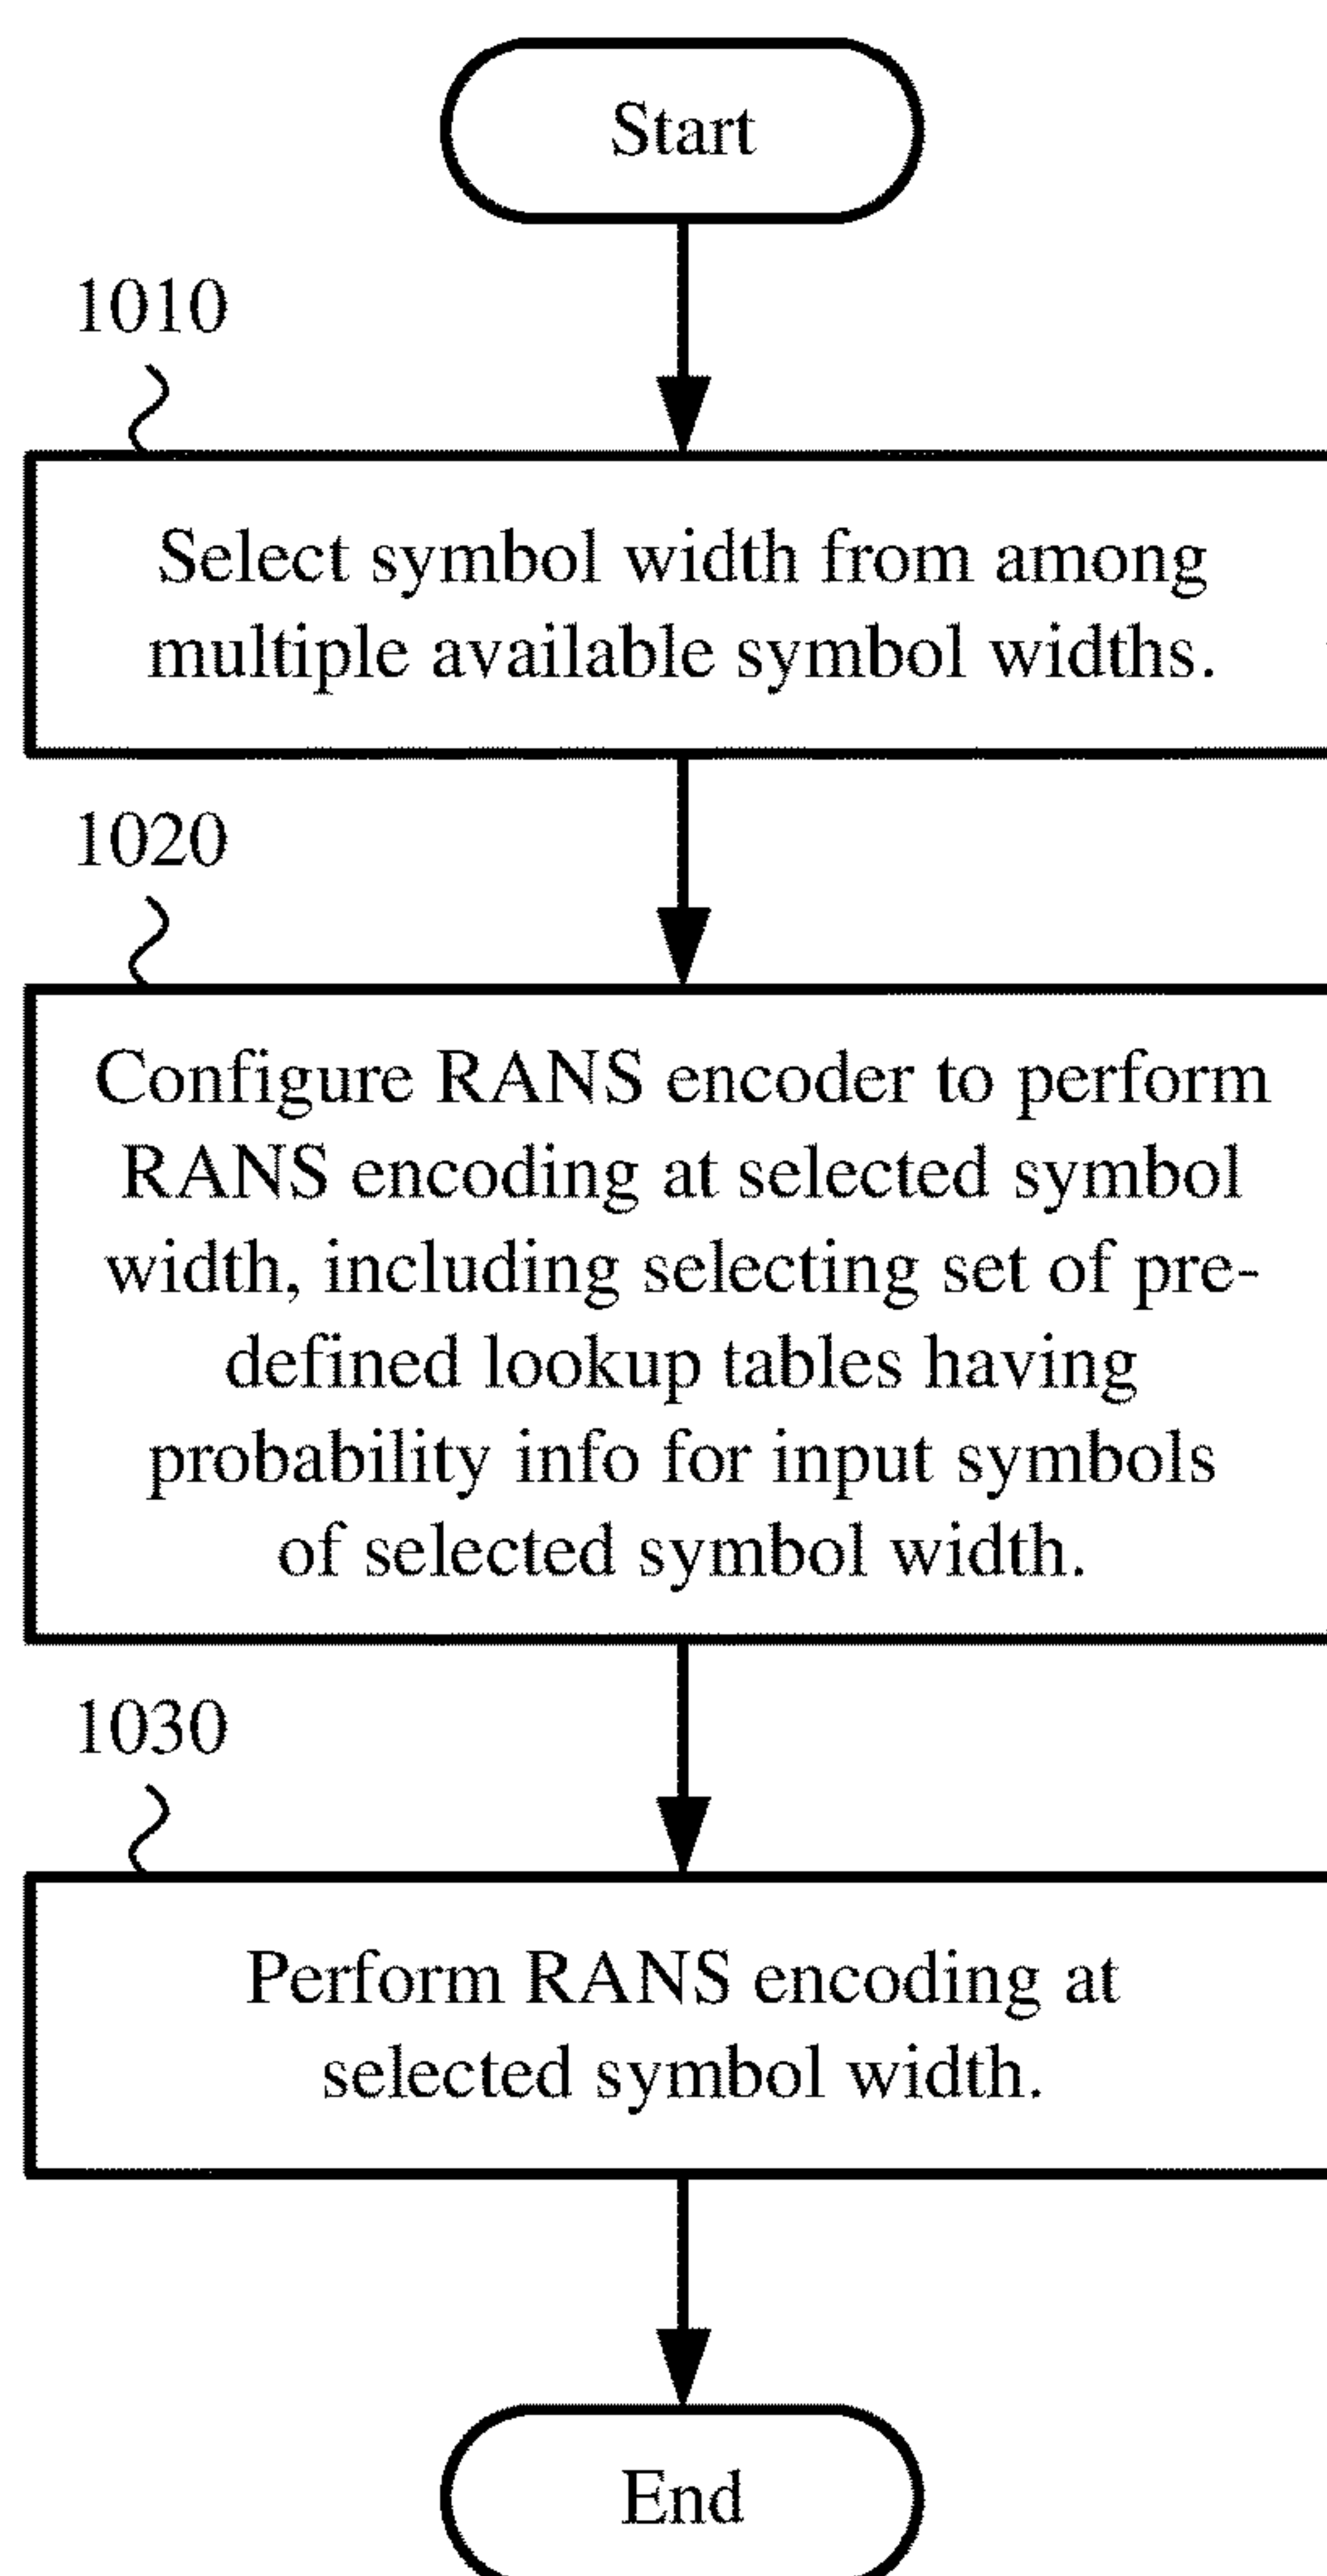 Start
1010
Select symbol width from among
multiple available symbol widths.
1020
Configure RANS encoder to perform
RANS encoding at selected symbol
width, including selecting set of pre-
defined lookup tables having
probability info for input symbols
of selected symbol width.
1030
Perform RANS encoding at
selected symbol width.
End